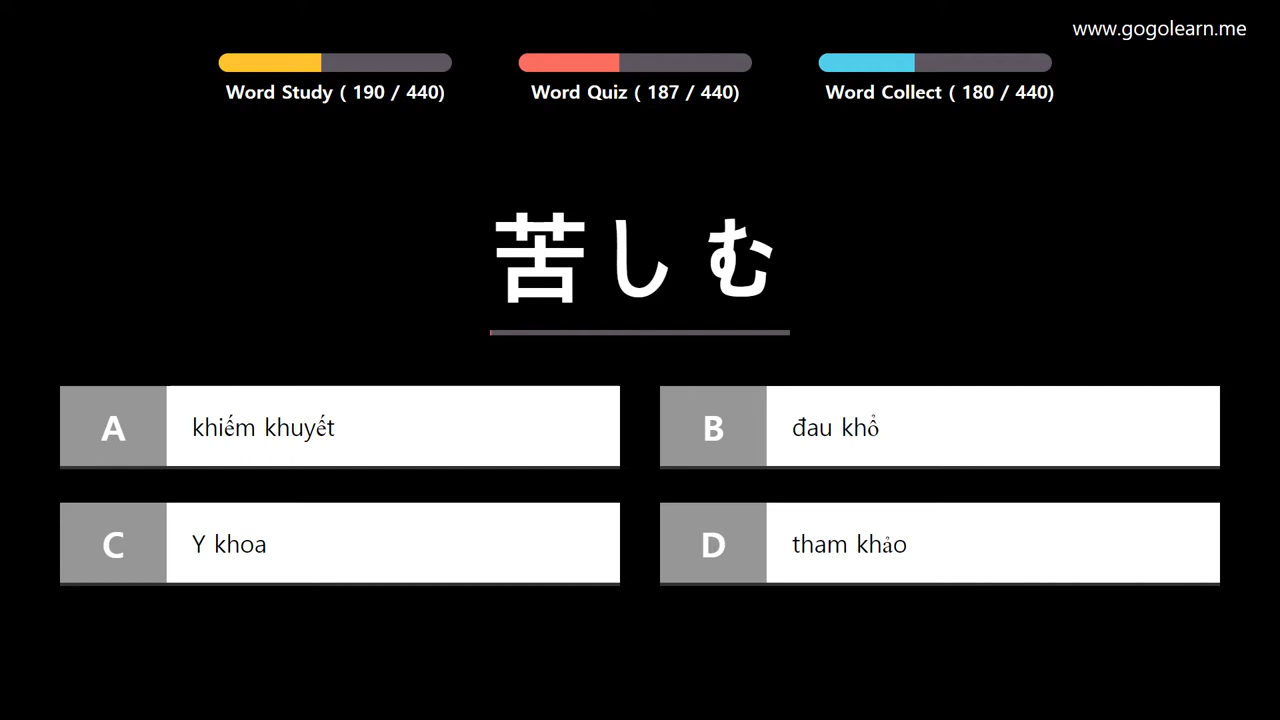 www.gogolearn.me
Word Study ( 190 / 440)
Word Quiz ( 187 / 440)
Word Collect ( 180 / 440)
苦しむ
A khiếm khuyết
B đau khổ
C Y khoa
D tham khảo